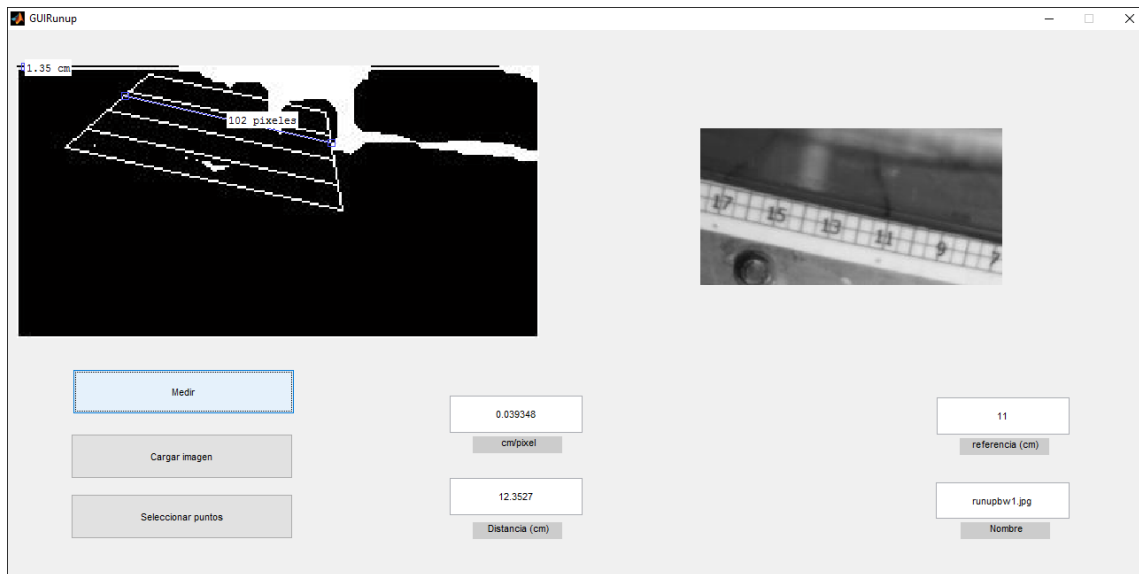 GUIRunup
1.35 cm
102 pixeles
17 15 13 11 9 7
Medir
Cargar imagen
Seleccionar puntos
0.039348
cm/pixel
12.3527
Distancia (cm)
11
referencia (cm)
runupbw1.jpg
Nombre